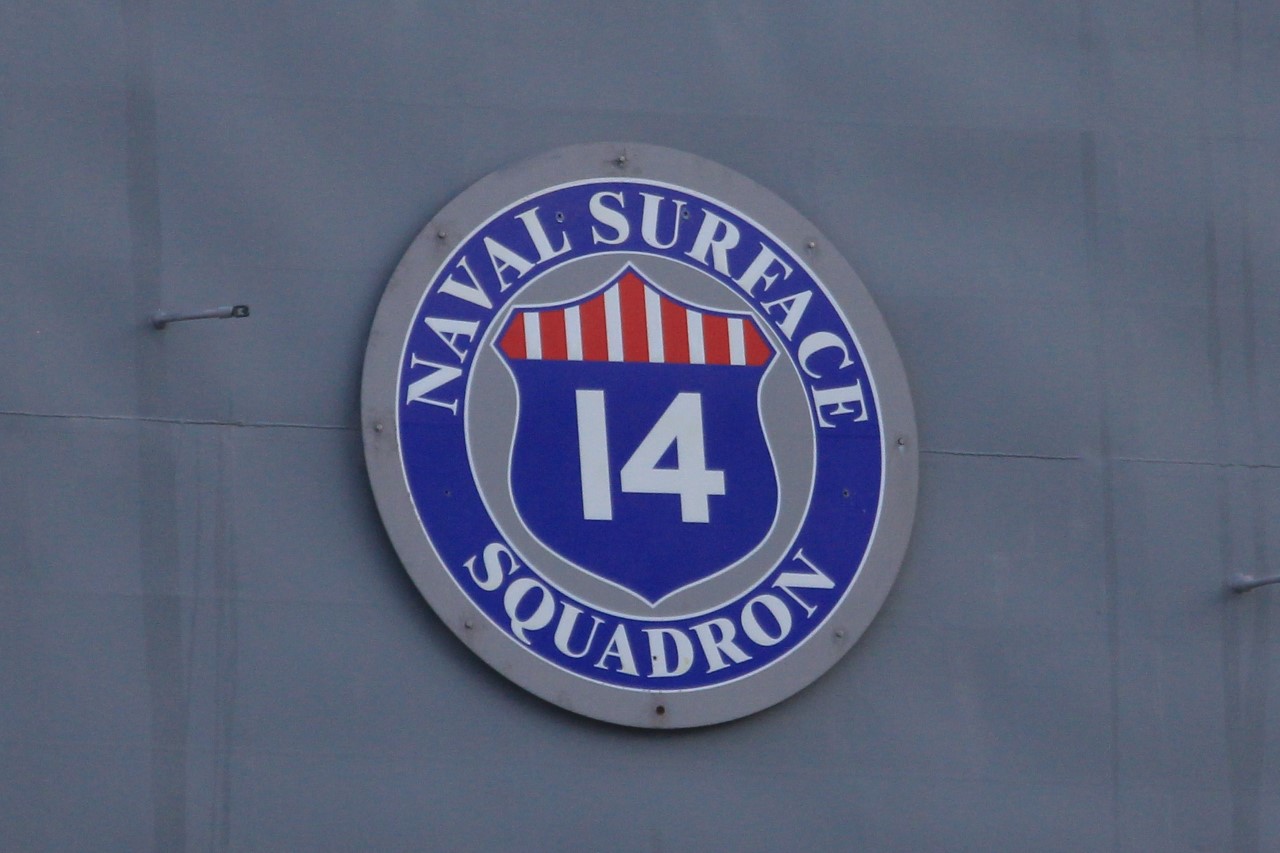 NAVAL SURFACE
14
SQUADRON